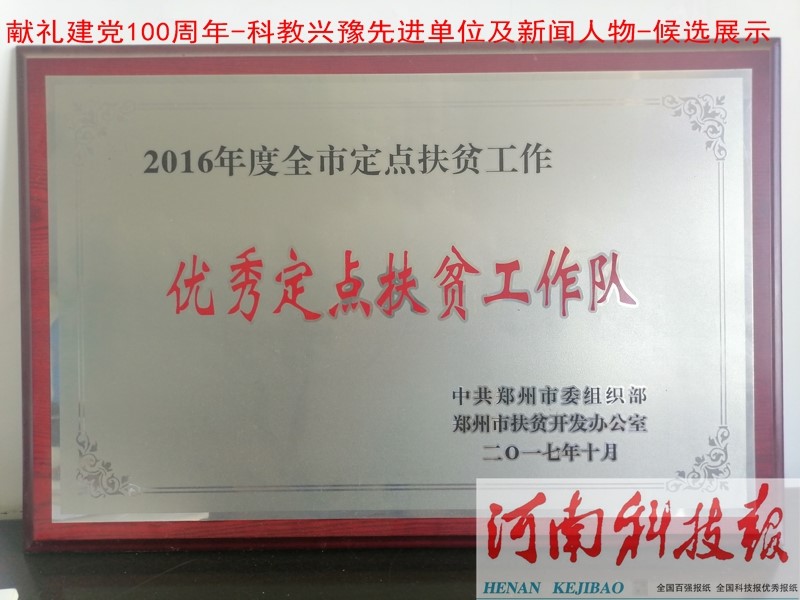 献礼建党100周年-科教兴豫先进单位及新闻人物-候选展示
2016年度全市定点扶贫工作
优秀定点扶贫工作队
中共郑州市委组织部
郑州市扶贫开发办公室
二〇一七年十月
河南科技报
HENAN KEJIBAO
全国百强报纸 全国科技报优秀报纸